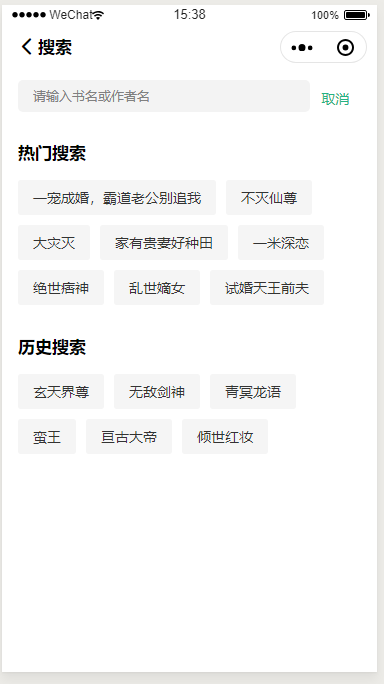 ●●●●● WeChat 15:38 100%
搜索
请输入书名或作者名 取消
热门搜索
一宠成婚，霸道老公别追我 不灭仙尊
大灾灭 家有贵妻好种田 一米深恋
绝世痞神 乱世嫡女 试婚天王前夫
历史搜索
玄天界尊 无敌剑神 青冥龙语
蛮王 亘古大帝 倾世红妆